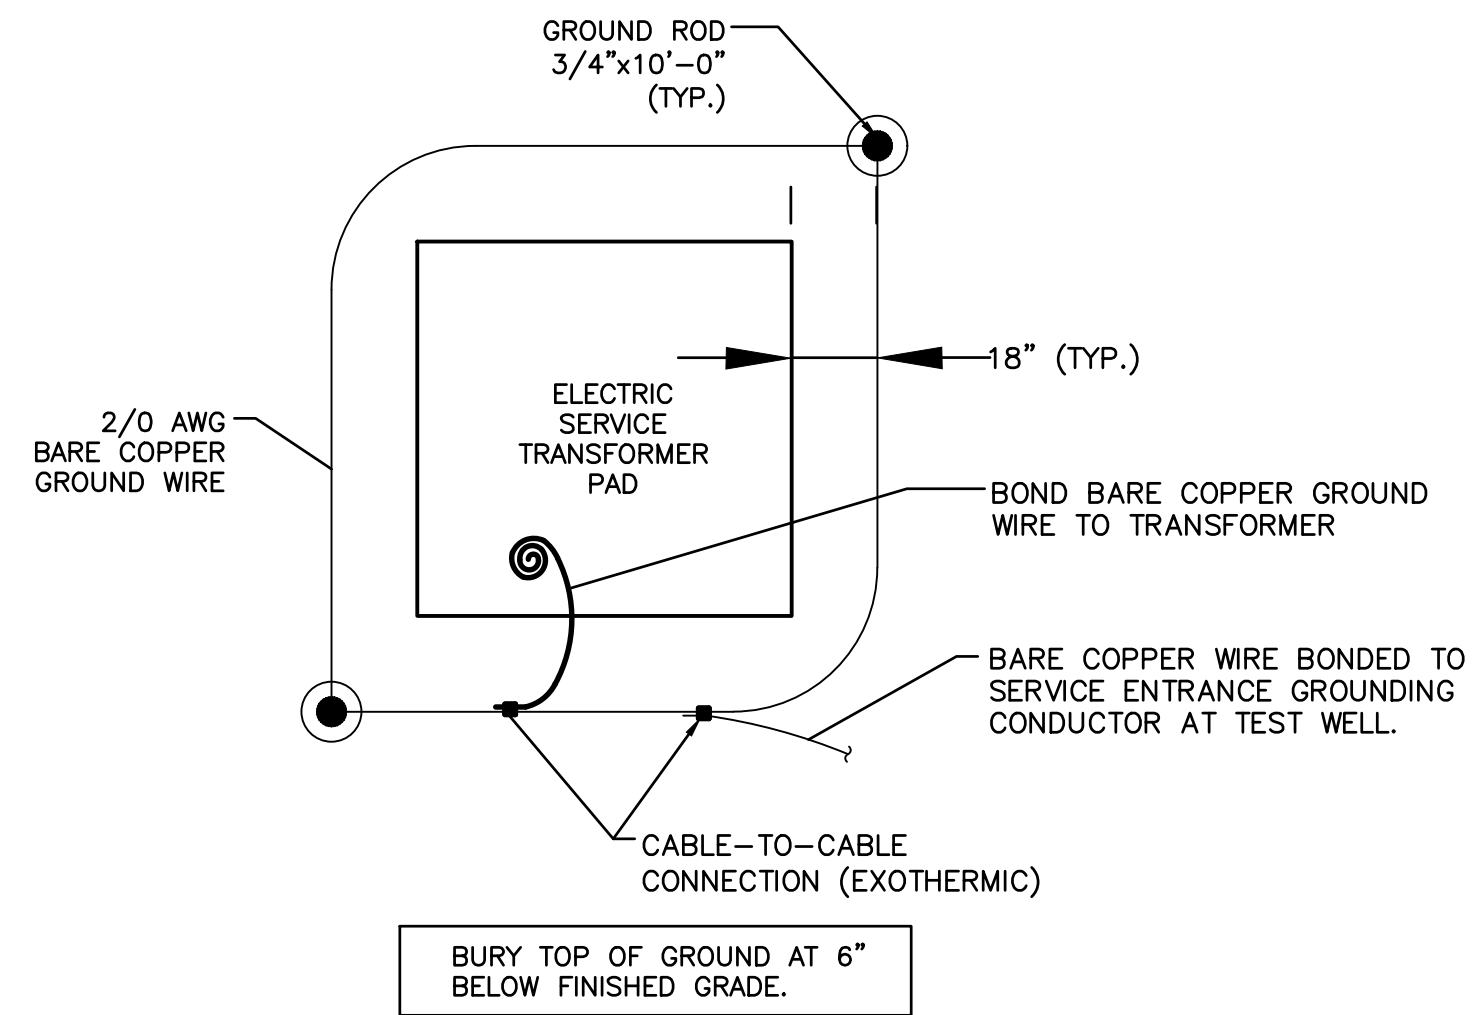 GROUND ROD
3/4"x10'-0"
(TYP.)
18" (TYP.)
ELECTRIC
SERVICE
TRANSFORMER
PAD
2/0 AWG
BARE COPPER
GROUND WIRE
BOND BARE COPPER GROUND
WIRE TO TRANSFORMER
BARE COPPER WIRE BONDED TO
SERVICE ENTRANCE GROUNDING
CONDUCTOR AT TEST WELL.
CABLE-TO-CABLE
CONNECTION (EXOTHERMIC)
BURY TOP OF GROUND AT 6"
BELOW FINISHED GRADE.